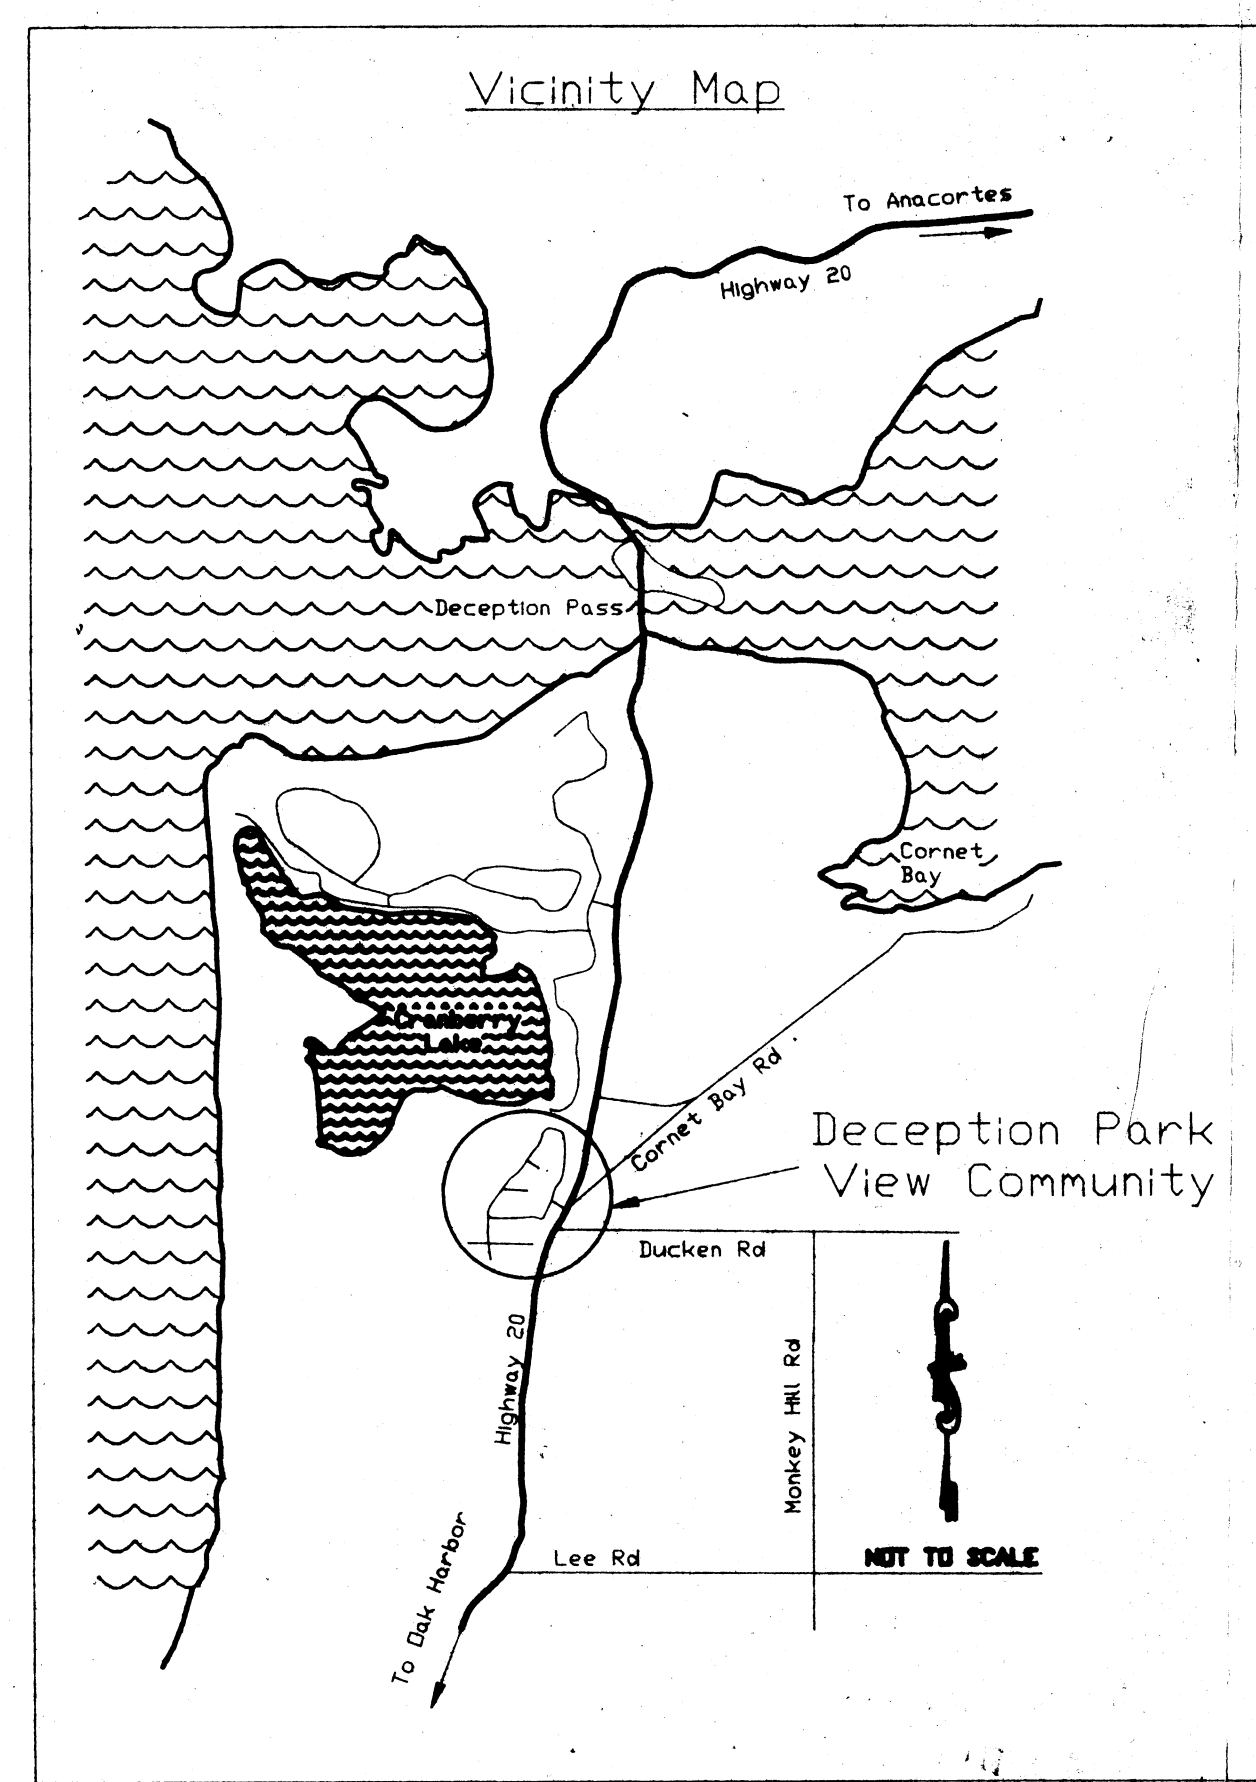 Vicinity Map
To Anacortes
Highway 20
Deception Pass
Cornet
Bay
Cranberry
Lake
Cornet Bay Rd
Deception Park
View Community
Ducken Rd
Highway 20
Monkey Hill Rd
NOT TO SCALE
Lee Rd
To Oak Harbor